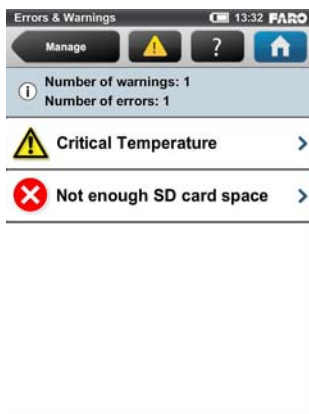 Errors & Warnings 13:32 FARO
Manage ?
Number of warnings: 1
Number of errors: 1
Critical Temperature
Not enough SD card space